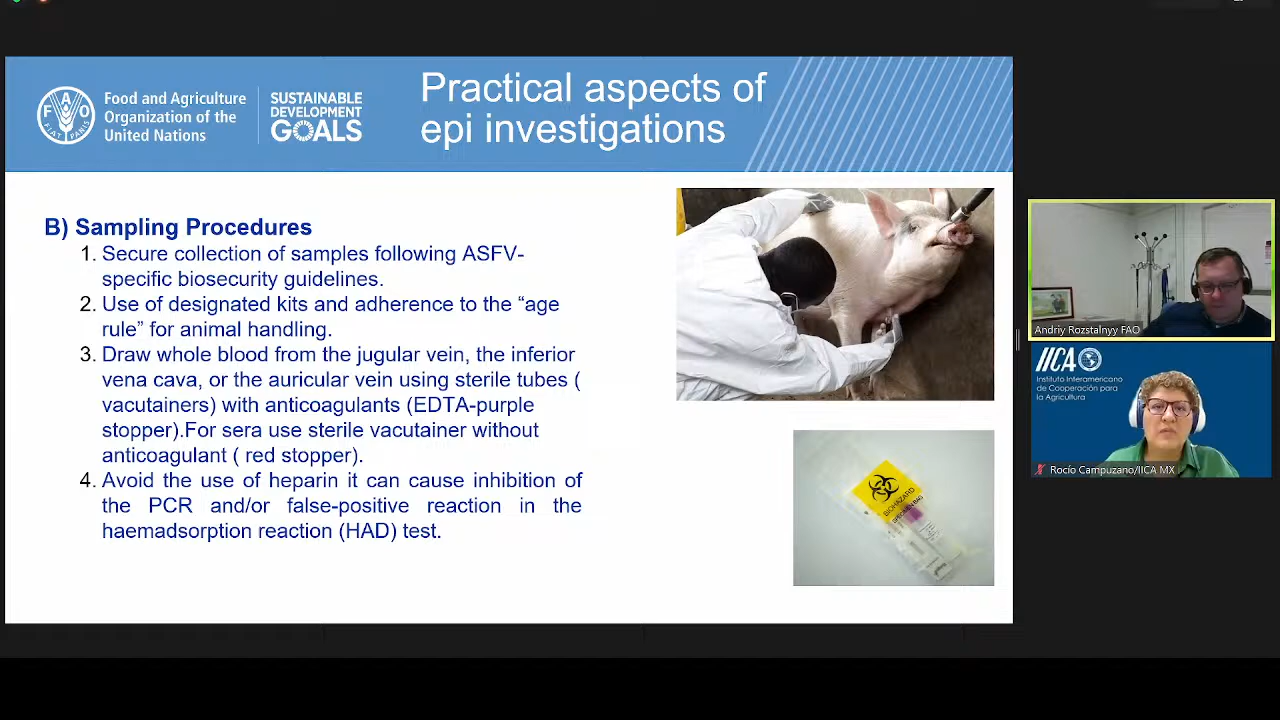 Food and Agriculture
Organization of the
United Nations
F A O
FIAT PANIS
SUSTAINABLE
DEVELOPMENT
GOALS
Practical aspects of
epi investigations
B) Sampling Procedures
1. Secure collection of samples following ASFV-
specific biosecurity guidelines.
2. Use of designated kits and adherence to the “age
rule” for animal handling.
3. Draw whole blood from the jugular vein, the inferior
vena cava, or the auricular vein using sterile tubes (
vacutainers) with anticoagulants (EDTA-purple
stopper).For sera use sterile vacutainer without
anticoagulant ( red stopper).
4. Avoid the use of heparin it can cause inhibition of
the PCR and/or false-positive reaction in the
haemadsorption reaction (HAD) test.
BIOHAZARD
SPECIMEN BAG
Andriy Rozstalnyy FAO
IICA
Instituto Interamericano
de Cooperación para
la Agricultura
Rocío Campuzano/IICA MX